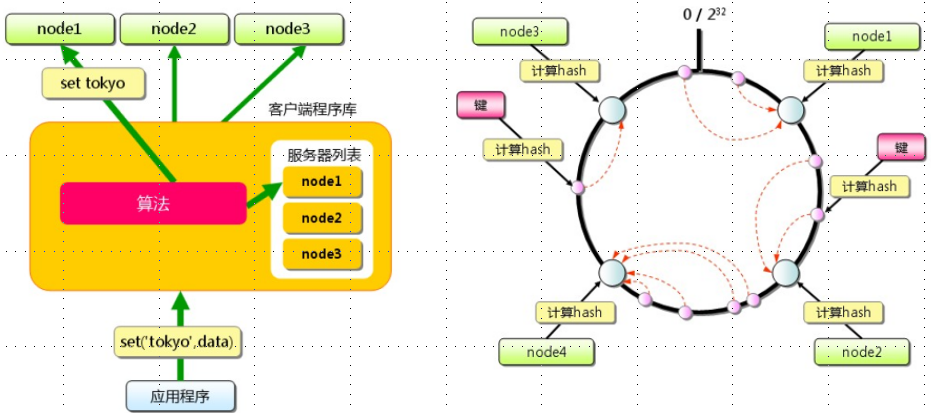 node1
node2
node3
set tokyo
客户端程序库
服务器列表
node1
node2
node3
算法
set('tokyo',data).
应用程序
0 / 2³²
node3
计算hash
node1
计算hash
键
计算hash
键
计算hash
计算hash
node4
计算hash
node2